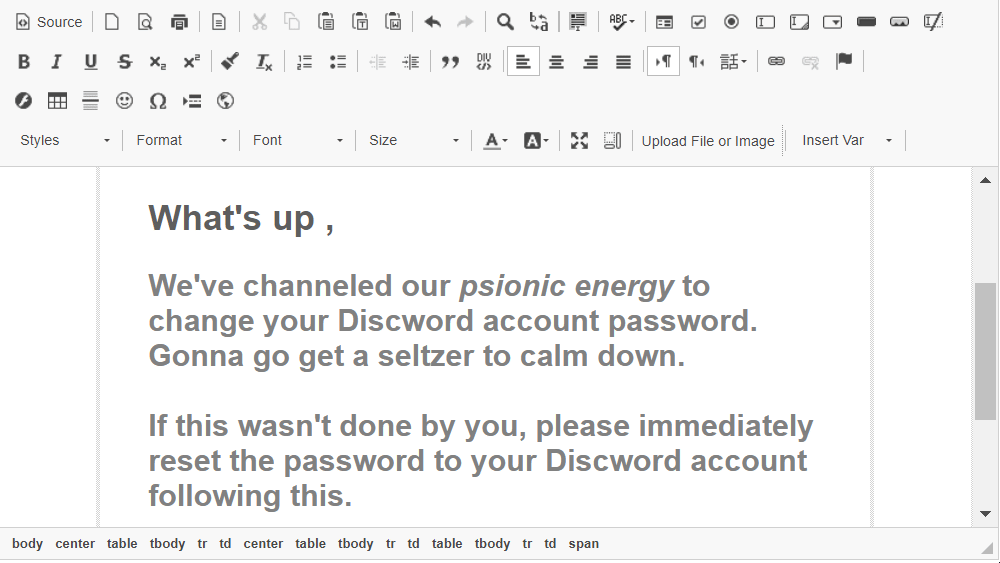 Source
Styles Format Font Size Upload File or Image Insert Var
What's up ,
We've channeled our psionic energy to
change your Discword account password.
Gonna go get a seltzer to calm down.
If this wasn't done by you, please immediately
reset the password to your Discword account
following this.
body center table tbody tr td center table tbody tr td table tbody tr td span